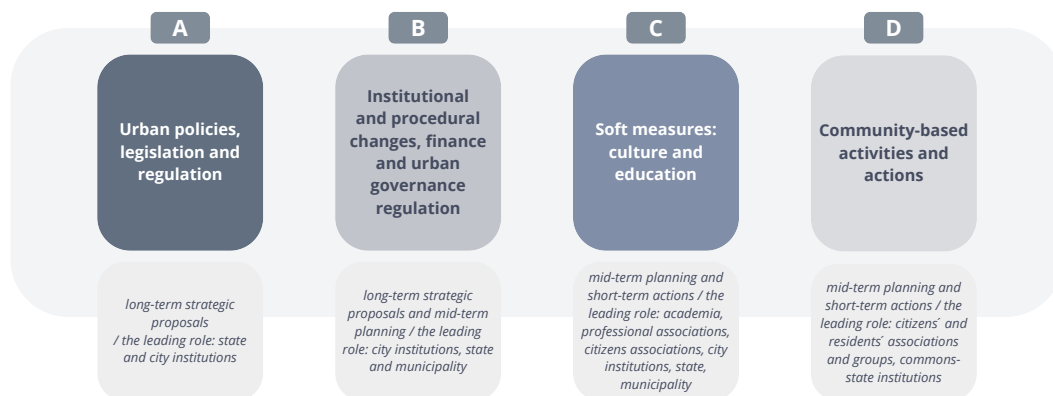 A
Urban policies,
legislation and
regulation
long-term strategic
proposals
/ the leading role: state
and city institutions
B
Institutional
and procedural
changes, finance
and urban
governance
regulation
long-term strategic
proposals and mid-term
planning / the leading
role: city institutions, state
and municipality
C
Soft measures:
culture and
education
mid-term planning and
short-term actions / the
leading role: academia,
professional associations,
citizens associations, city
institutions, state,
municipality
D
Community-based
activities and
actions
mid-term planning and
short-term actions / the
leading role: citizens´ and
residents´ associations
and groups, commons-
state institutions